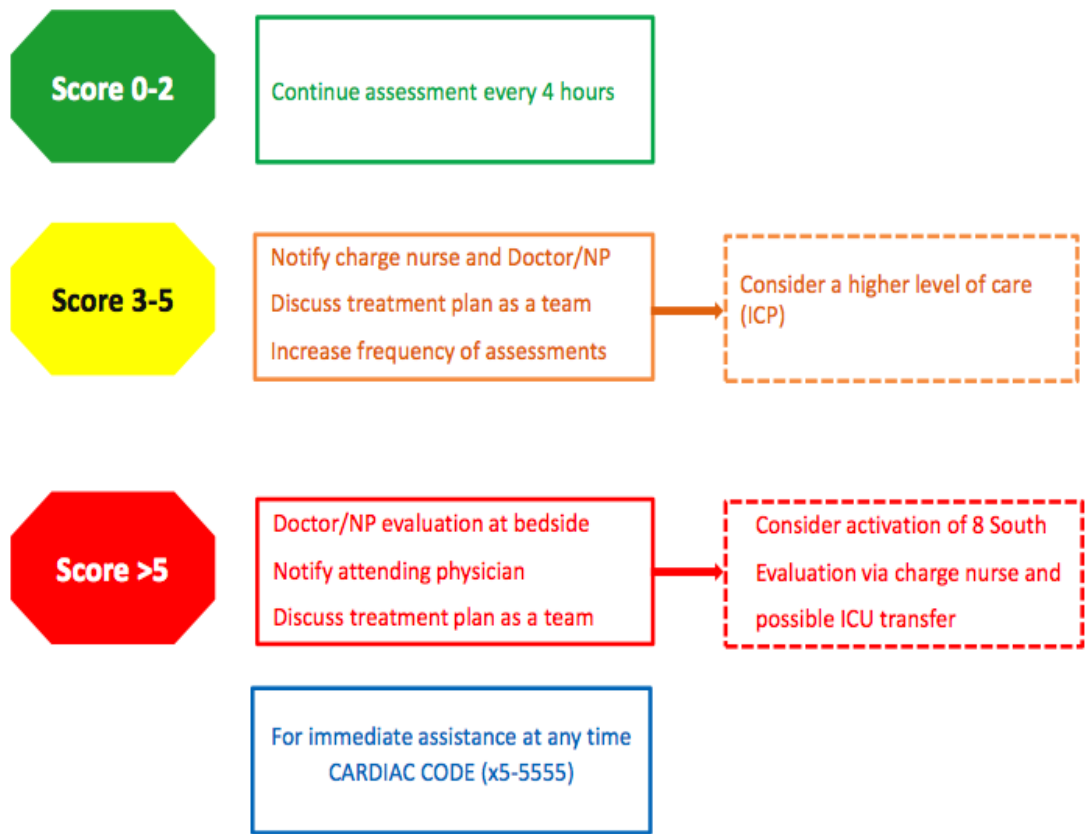 Score 0-2
Continue assessment every 4 hours
Score 3-5
Notify charge nurse and Doctor/NP
Discuss treatment plan as a team
Increase frequency of assessments
Consider a higher level of care
(ICP)
Score >5
Doctor/NP evaluation at bedside
Notify attending physician
Discuss treatment plan as a team
Consider activation of 8 South
Evaluation via charge nurse and
possible ICU transfer
For immediate assistance at any time
CARDIAC CODE (x5-5555)